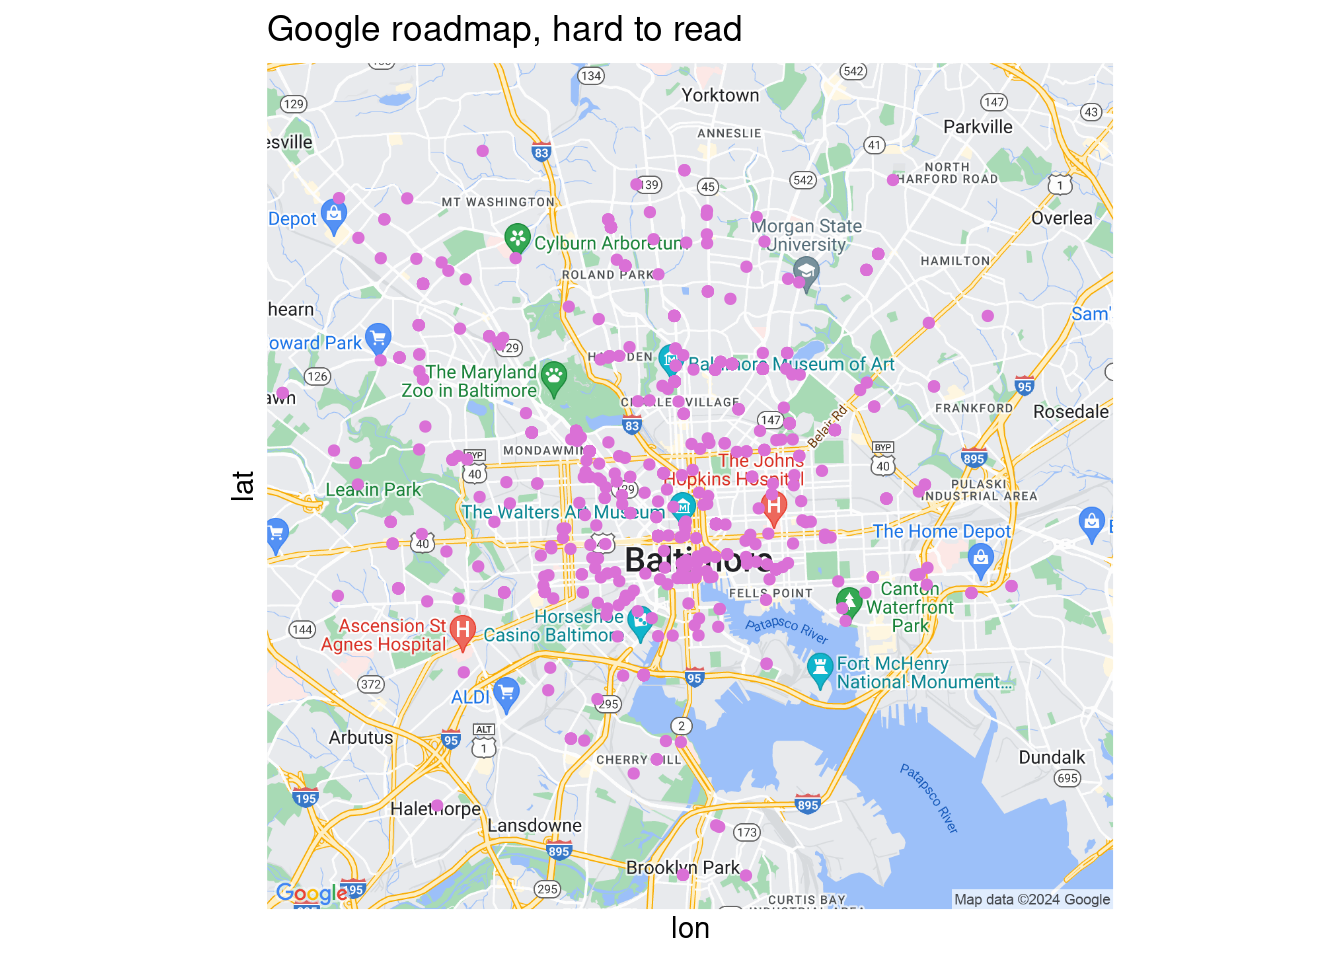 Google roadmap, hard to read
134
542
Yorktown
129
147
43
Parkville
ANNESLIE
esville
41
83
NORTH
HARFORD ROAD
139
45
542
1
MT WASHINGTON
Depot
Overlea
Morgan State
University
Cylburn Arboretum
HAMILTON
ROLAND PARK
hearn
Sam'
oward Park
129
Baltimore Museum of Art
126
The Maryland
Zoo in Baltimore
95
awn
CHARLES VILLAGE
FRANKFORD
Rosedale
147
83
Belair Rd
MONDAWMIN
BYP
40
BYP
40
895
The Johns
Hopkins Hospital
PULASKI
INDUSTRIAL AREA
Leakin Park
The Walters Art Museum
The Home Depot
lat
40
Baltimore
FELLS POINT
Canton
Waterfront
Park
144
Ascension St
Agnes Hospital
Horseshoe
Casino Baltimore
Patapsco River
Fort McHenry
National Monument...
372
95
ALDI
295
2
Arbutus
95
ALT
1
CHERRY HILL
Dundalk
695
Patapsco River
195
Halethorpe
895
Lansdowne
173
895
Brooklyn Park
Google
95
295
CURTIS BAY
INDUSTRIAL AREA
Map data ©2024 Google
lon